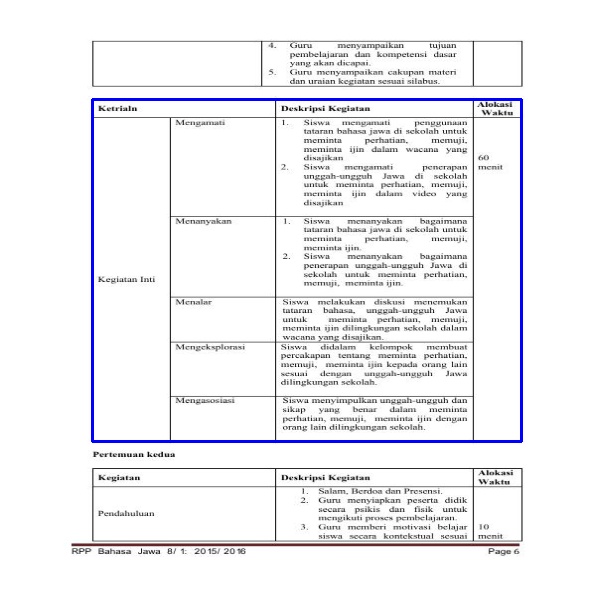 4. Guru menyampaikan tujuan
pembelajaran dan kompetensi dasar
yang akan dicapai.
5. Guru menyampaikan cakupan materi
dan uraian kegiatan sesuai silabus.
Ketrialn Deskripsi Kegiatan Alokasi
Waktu
Kegiatan Inti
Mengamati
1. Siswa mengamati penggunaan
tataran bahasa jawa di sekolah untuk
meminta perhatian, memuji,
meminta ijin dalam wacana yang
disajikan
2. Siswa mengamati penerapan
unggah-ungguh Jawa di sekolah
untuk meminta perhatian, memuji,
meminta ijin dalam video yang
disajikan
60
menit
Menanyakan
1. Siswa menanyakan bagaimana
tataran bahasa jawa di sekolah untuk
meminta perhatian, memuji,
meminta ijin.
2. Siswa menanyakan bagaimana
penerapan unggah-ungguh Jawa di
sekolah untuk meminta perhatian,
memuji, meminta ijin.
Menalar
Siswa melakukan diskusi menemukan
tataran bahasa, unggah-ungguh Jawa
untuk meminta perhatian, memuji,
meminta ijin dilingkungan sekolah dalam
wacana yang disajikan.
Mengeksplorasi
Siswa didalam kelompok membuat
percakapan tentang meminta perhatian,
memuji, meminta ijin kepada orang lain
sesuai dengan unggah-ungguh Jawa
dilingkungan sekolah.
Mengasosiasi
Siswa menyimpulkan unggah-ungguh dan
sikap yang benar dalam meminta
perhatian, memuji, meminta ijin dengan
orang lain dilingkungan sekolah.
Pertemuan kedua
Kegiatan Deskripsi Kegiatan Alokasi
Waktu
Pendahuluan
1. Salam, Berdoa dan Presensi.
2. Guru menyiapkan peserta didik
secara psikis dan fisik untuk
mengikuti proses pembelajaran.
3. Guru memberi motivasi belajar
siswa secara kontekstual sesuai
10
menit
RPP Bahasa Jawa 8/ 1: 2015/ 2016 Page 6